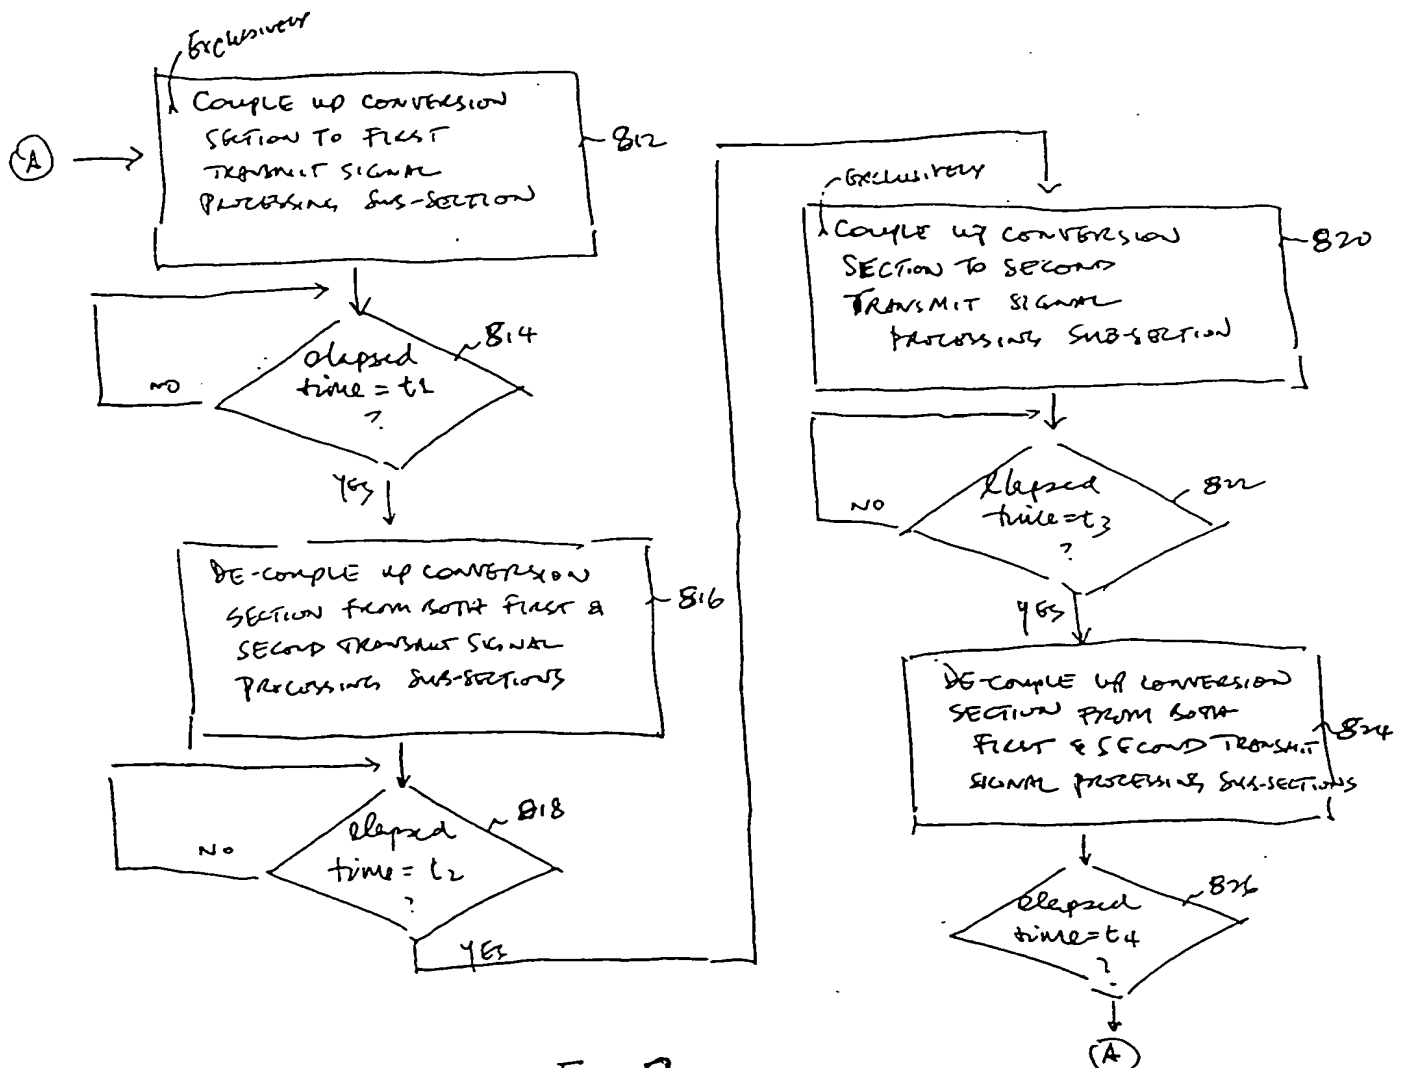 Exclusively
A
COUPLE UP CONVERSION
SECTION TO FIRST
TRANSMIT SIGNAL
PROCESSING SUB-SECTION
812
elapsed
time = t1
?
814
NO
YES
DE-COUPLE UP CONVERSION
SECTION FROM BOTH FIRST &
SECOND TRANSMIT SIGNAL
PROCESSING SUB-SECTIONS
816
elapsed
time = t2
?
818
NO
YES
EXCLUSIVELY
COUPLE UP CONVERSION
SECTION TO SECOND
TRANSMIT SIGNAL
PROCESSING SUB-SECTION
820
Elapsed
time = t3
?
822
NO
YES
DE-COUPLE UP CONVERSION
SECTION FROM BOTH
FIRST & SECOND TRANSMIT
SIGNAL PROCESSING SUB-SECTIONS
824
elapsed
time = t4
?
826
A